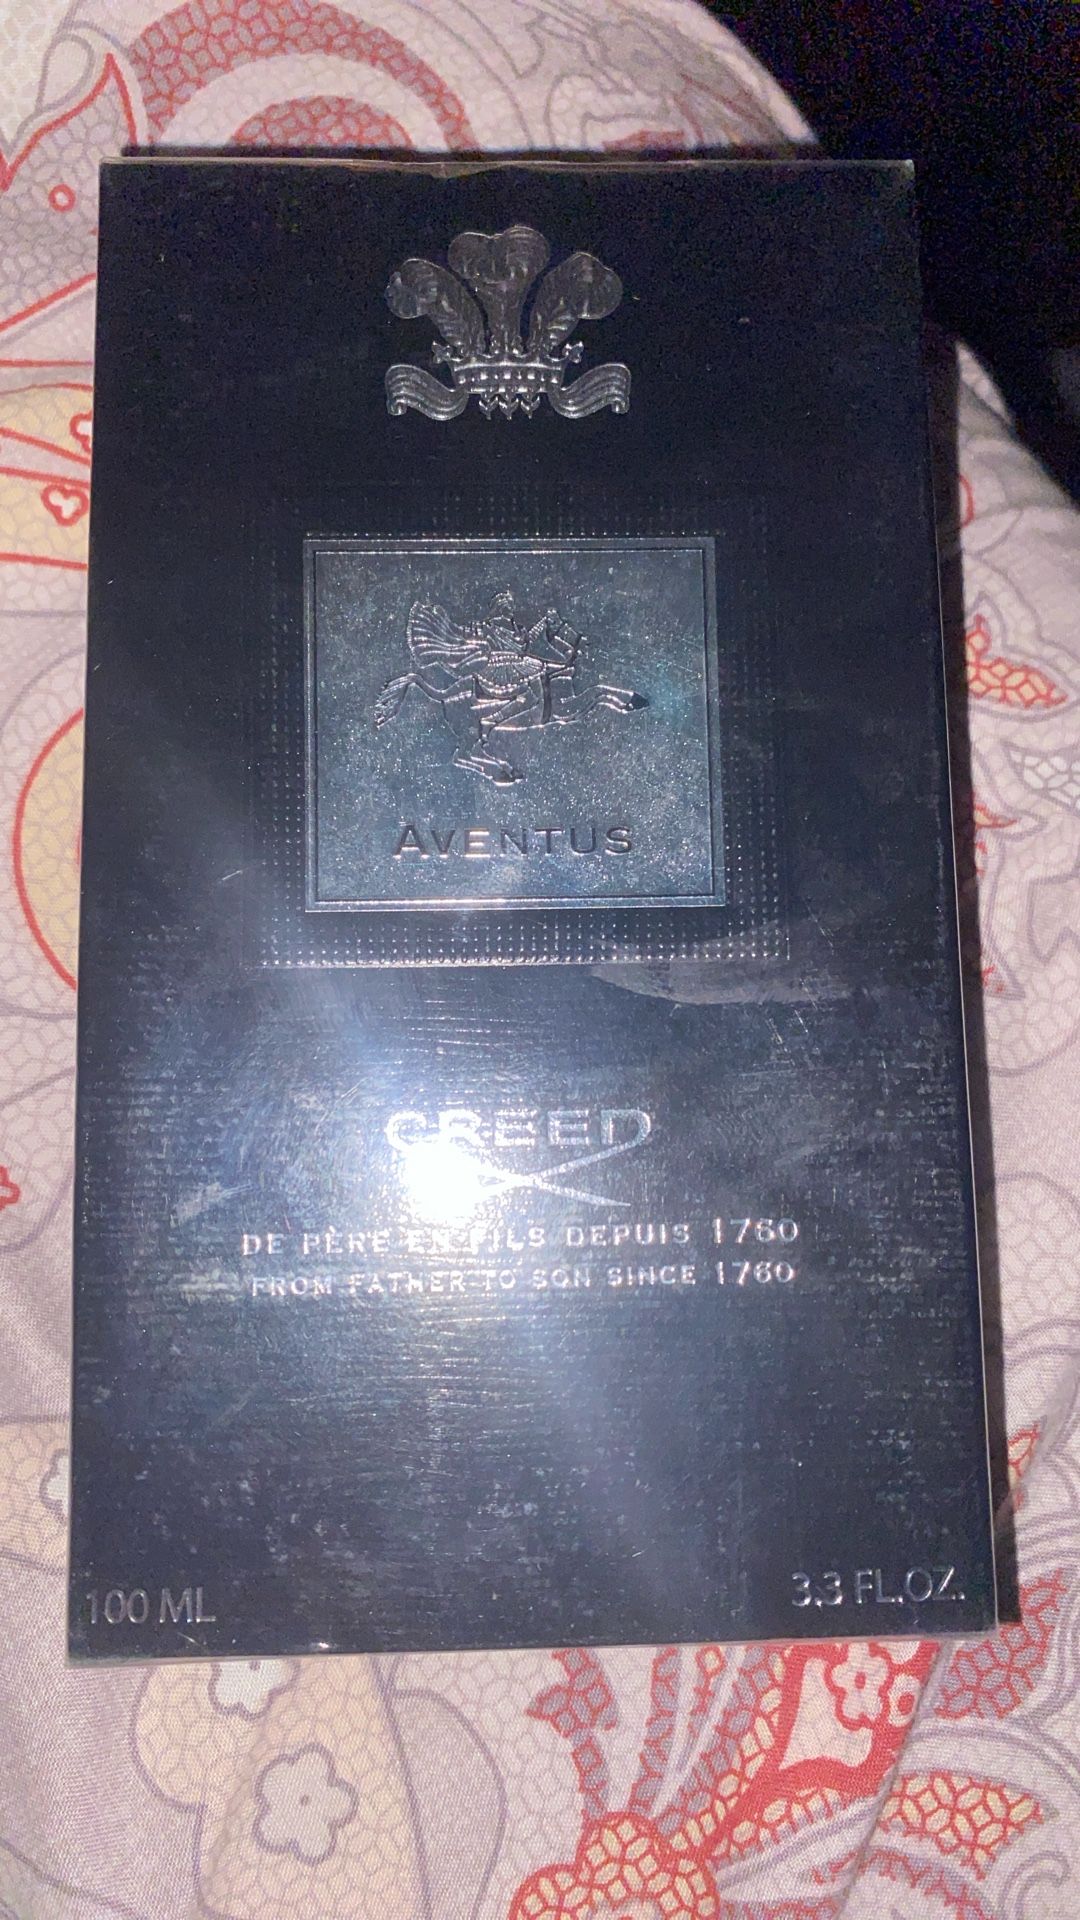 AVENTUS
CREED
DE PÈRE EN FILS DEPUIS 1760
FROM FATHER TO SON SINCE 1760
100 ML
3.3 FL.OZ.